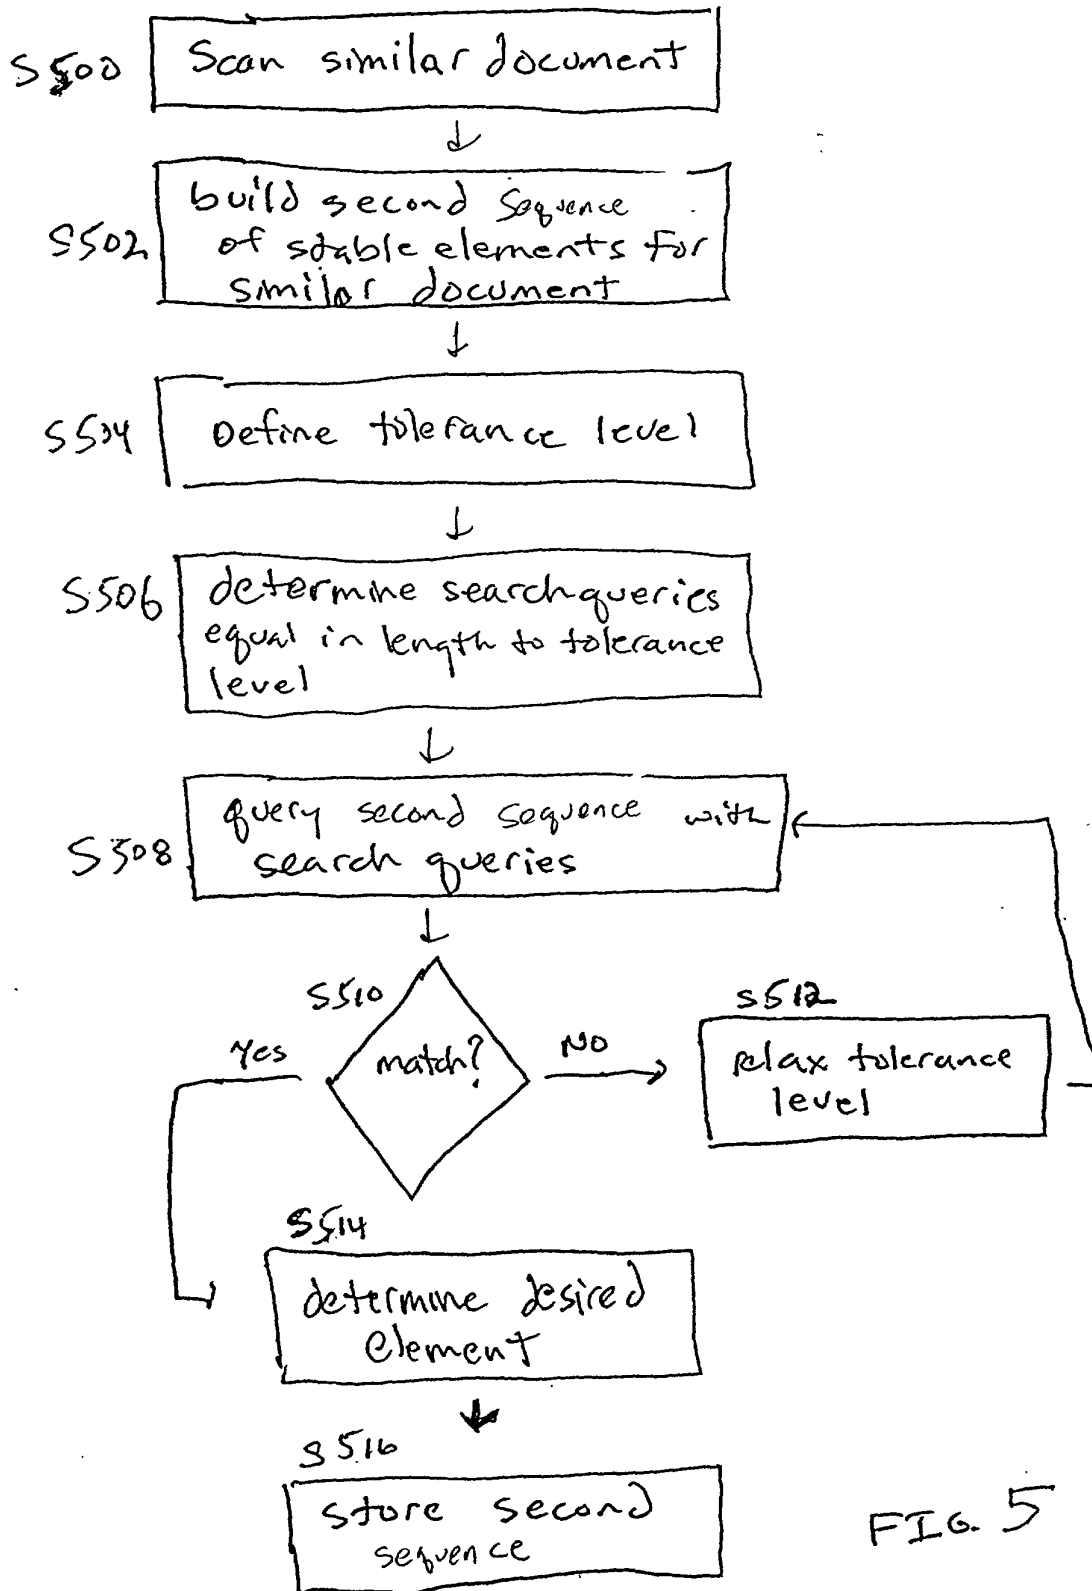 S500
Scan similar document
S502
build second sequence
of stable elements for
similar document
S504
Define tolerance level
S506
determine search queries
equal in length to tolerance
level
S508
query second sequence with
search queries
S510
match?
Yes
NO
S512
relax tolerance
level
S514
determine desired
element
S516
store second
sequence
FIG. 5